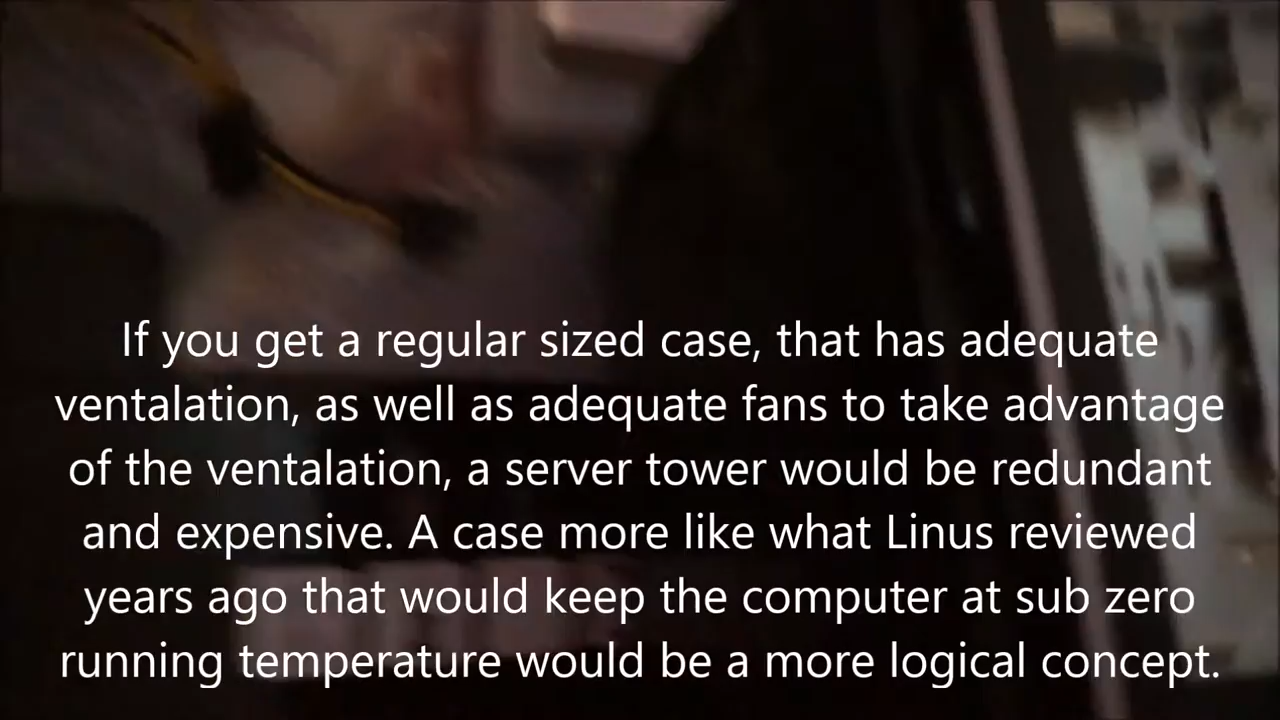 If you get a regular sized case, that has adequate
ventalation, as well as adequate fans to take advantage
of the ventalation, a server tower would be redundant
and expensive. A case more like what Linus reviewed
years ago that would keep the computer at sub zero
running temperature would be a more logical concept.